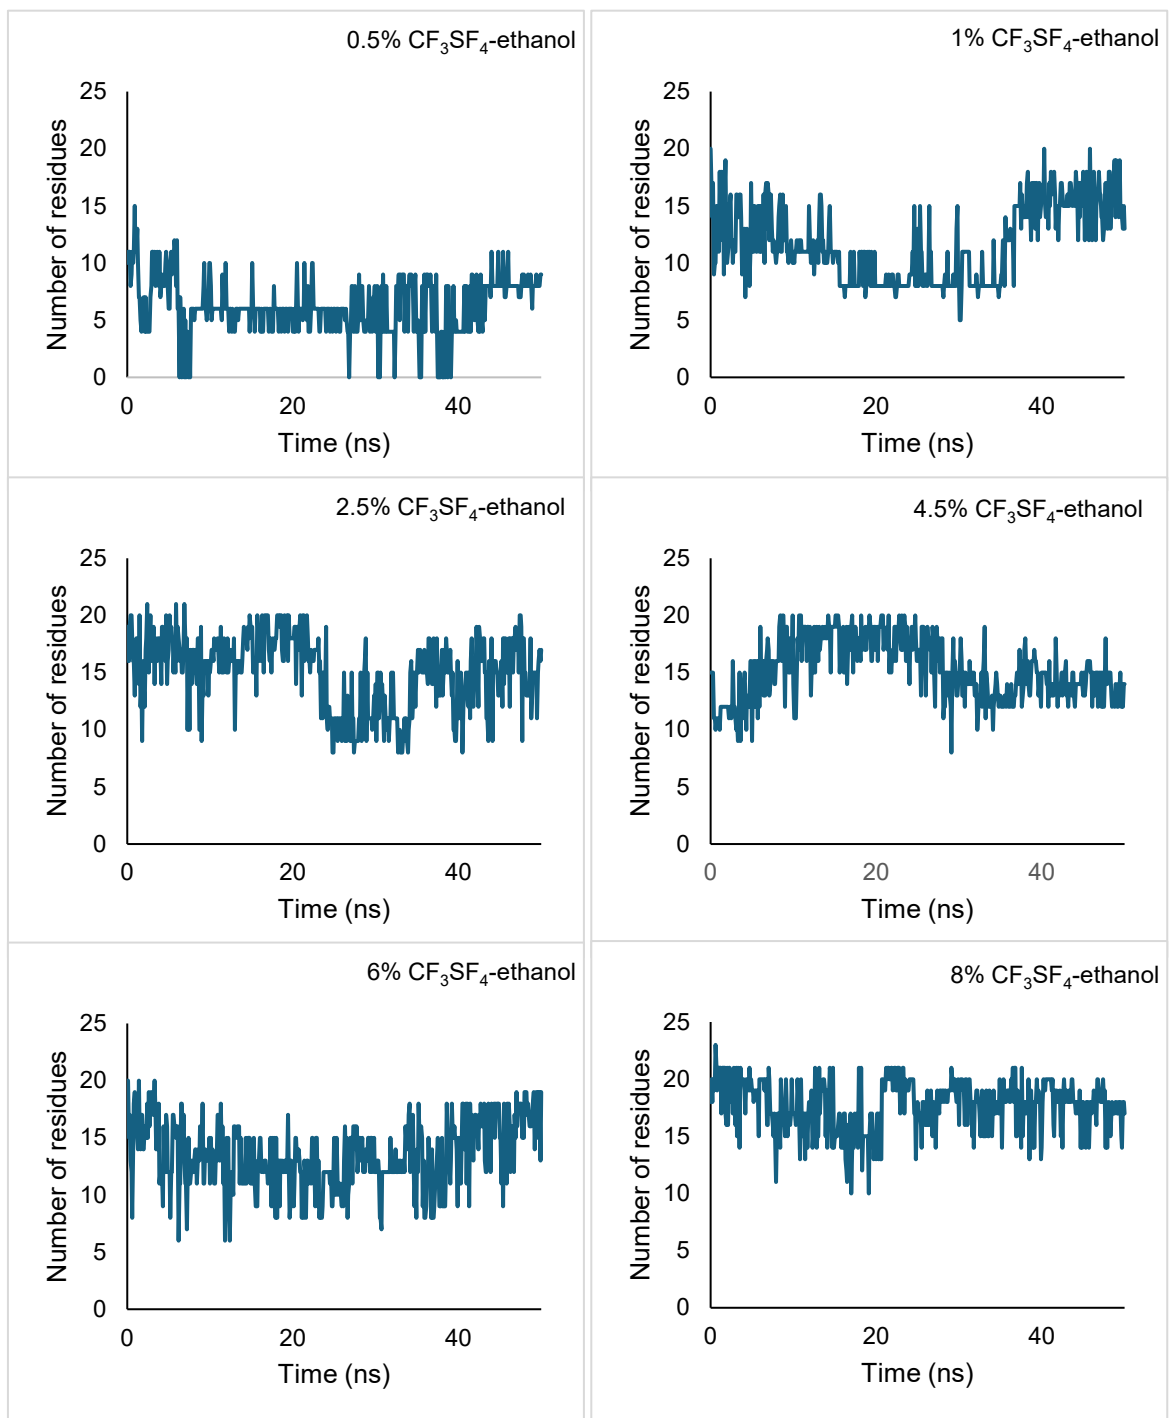 0.5% CF₃SF₄-ethanol
25
20
15
10
5
0
Number of residues
0 20 40
Time (ns)
1% CF₃SF₄-ethanol
25
20
15
10
5
0
Number of residues
0 20 40
Time (ns)
2.5% CF₃SF₄-ethanol
25
20
15
10
5
0
Number of residues
0 20 40
Time (ns)
4.5% CF₃SF₄-ethanol
25
20
15
10
5
0
Number of residues
0 20 40
Time (ns)
6% CF₃SF₄-ethanol
25
20
15
10
5
0
Number of residues
0 20 40
Time (ns)
8% CF₃SF₄-ethanol
25
20
15
10
5
0
Number of residues
0 20 40
Time (ns)